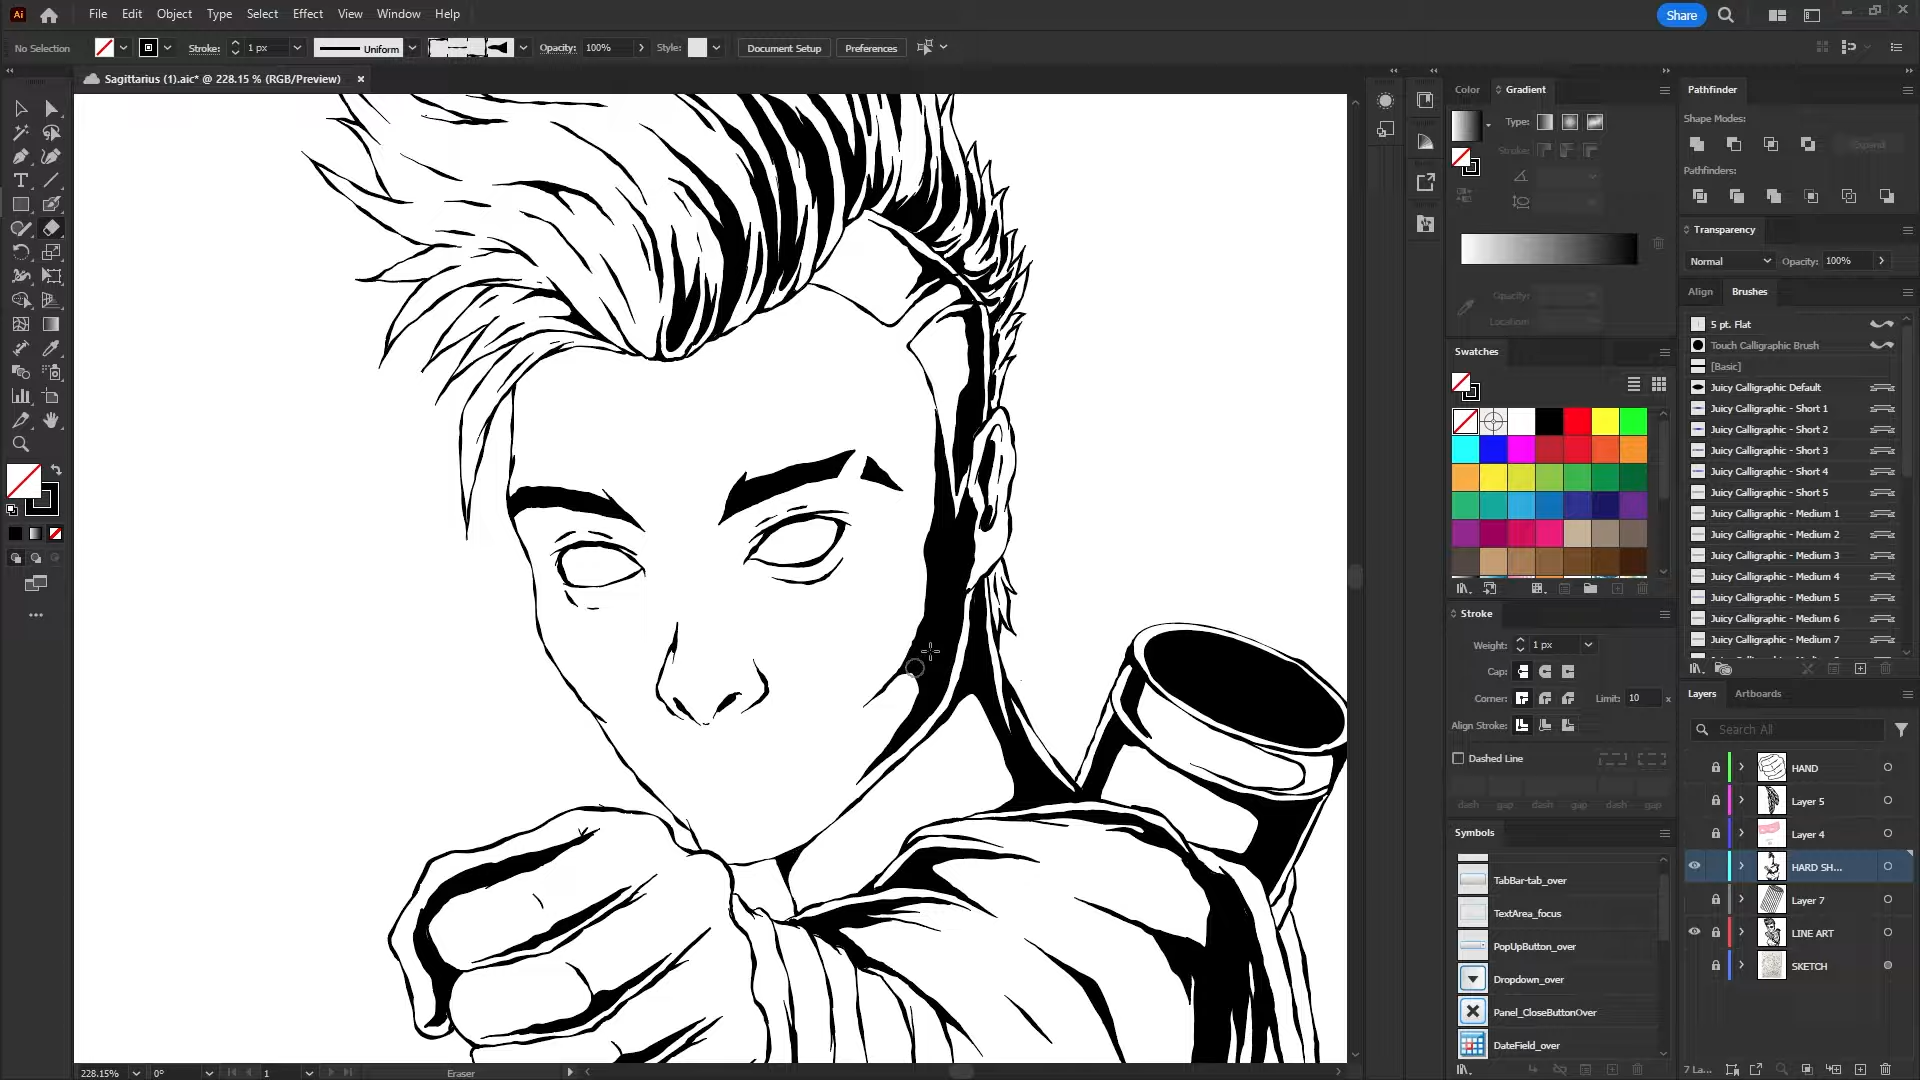 Ai File Edit Object Type Select Effect View Window Help Share
No Selection Stroke: 1 px Uniform Opacity: 100% Style: Document Setup Preferences
Sagittarius (1).aic* @ 228.15 % (RGB/Preview)
Color Gradient
Type:
Stroke:
Opacity:
Location:
Swatches
Stroke
Weight: 1 px
Cap:
Corner: Limit: 10 x
Align Stroke:
Dashed Line
dash gap dash gap dash gap
Symbols
TabBar-tab_over
TextArea_focus
PopUpButton_over
Dropdown_over
Panel_CloseButtonOver
DateField_over
Pathfinder
Shape Modes:
Expand
Pathfinders:
Transparency
Normal Opacity: 100%
Align Brushes
5 pt. Flat
Touch Calligraphic Brush
[Basic]
Juicy Calligraphic Default
Juicy Calligraphic - Short 1
Juicy Calligraphic - Short 2
Juicy Calligraphic - Short 3
Juicy Calligraphic - Short 4
Juicy Calligraphic - Short 5
Juicy Calligraphic - Medium 1
Juicy Calligraphic - Medium 2
Juicy Calligraphic - Medium 3
Juicy Calligraphic - Medium 4
Juicy Calligraphic - Medium 5
Juicy Calligraphic - Medium 6
Juicy Calligraphic - Medium 7
Layers Artboards
Search All
HAND
Layer 5
Layer 4
HARD SH...
Layer 7
LINE ART
SKETCH
7 La...
228.15% 0° 1 Eraser